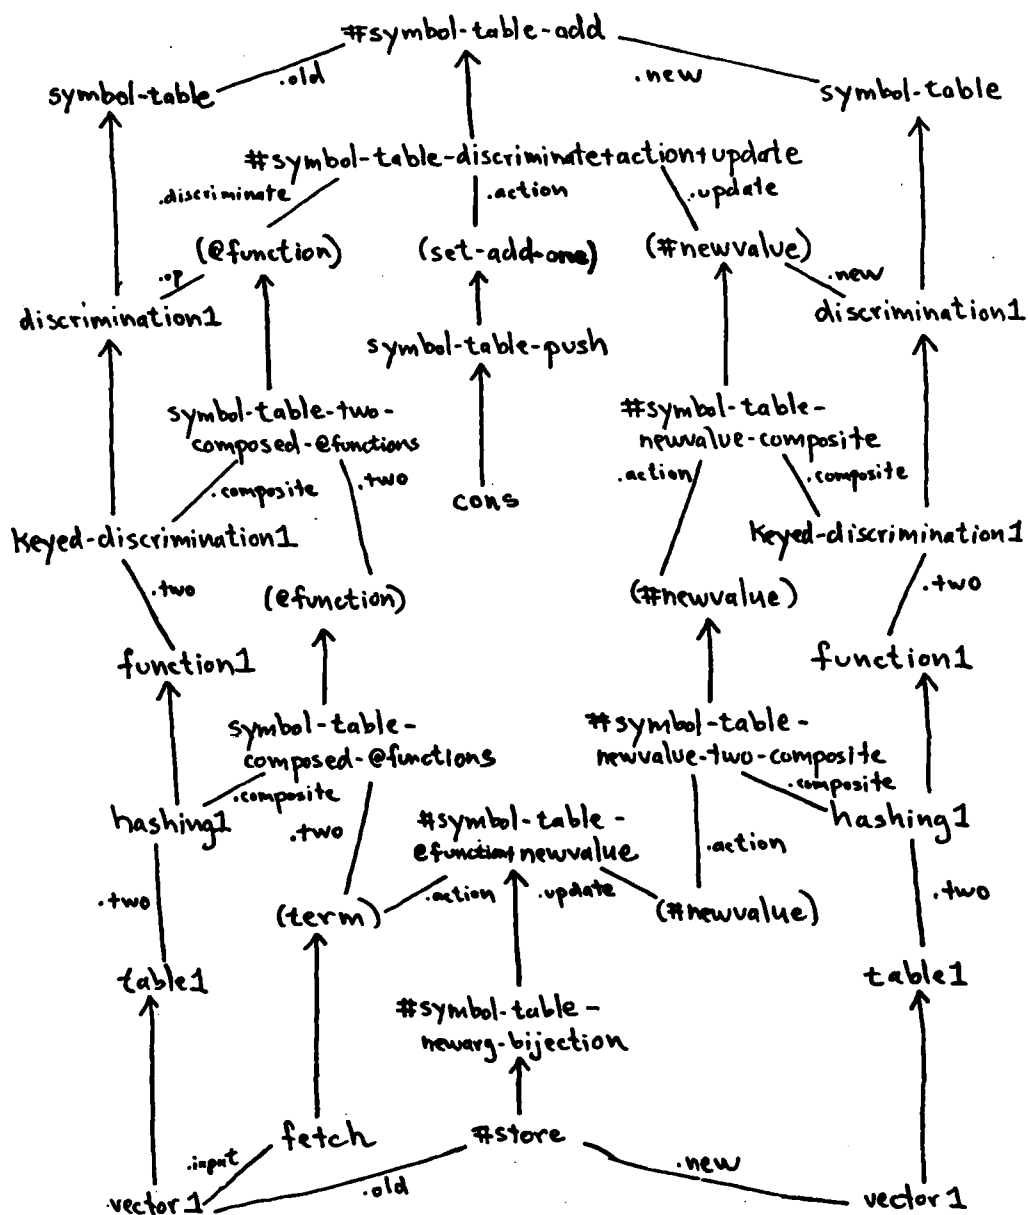 #symbol-table-add
.old
.new
symbol-table
symbol-table
#symbol-table-discriminate+action+update
.discriminate
.action
.update
(@function)
(set-add-one)
(#newvalue)
.op
.new
discrimination1
discrimination1
symbol-table-push
symbol-table-two-
composed-@functions
#symbol-table-
newvalue-composite
.composite
.two
.action
.composite
cons
keyed-discrimination1
keyed-discrimination1
.two
(@function)
(#newvalue)
.two
function1
function1
symbol-table-
composed-@functions
#symbol-table-
newvalue-two-composite
.composite
.composite
hashing1
hashing1
.two
#symbol-table-
@function+newvalue
.action
.two
(term)
.action
.update
(#newvalue)
.two
table1
table1
#symbol-table-
newarg-bijection
fetch
#store
.input
.old
.new
vector1
vector1